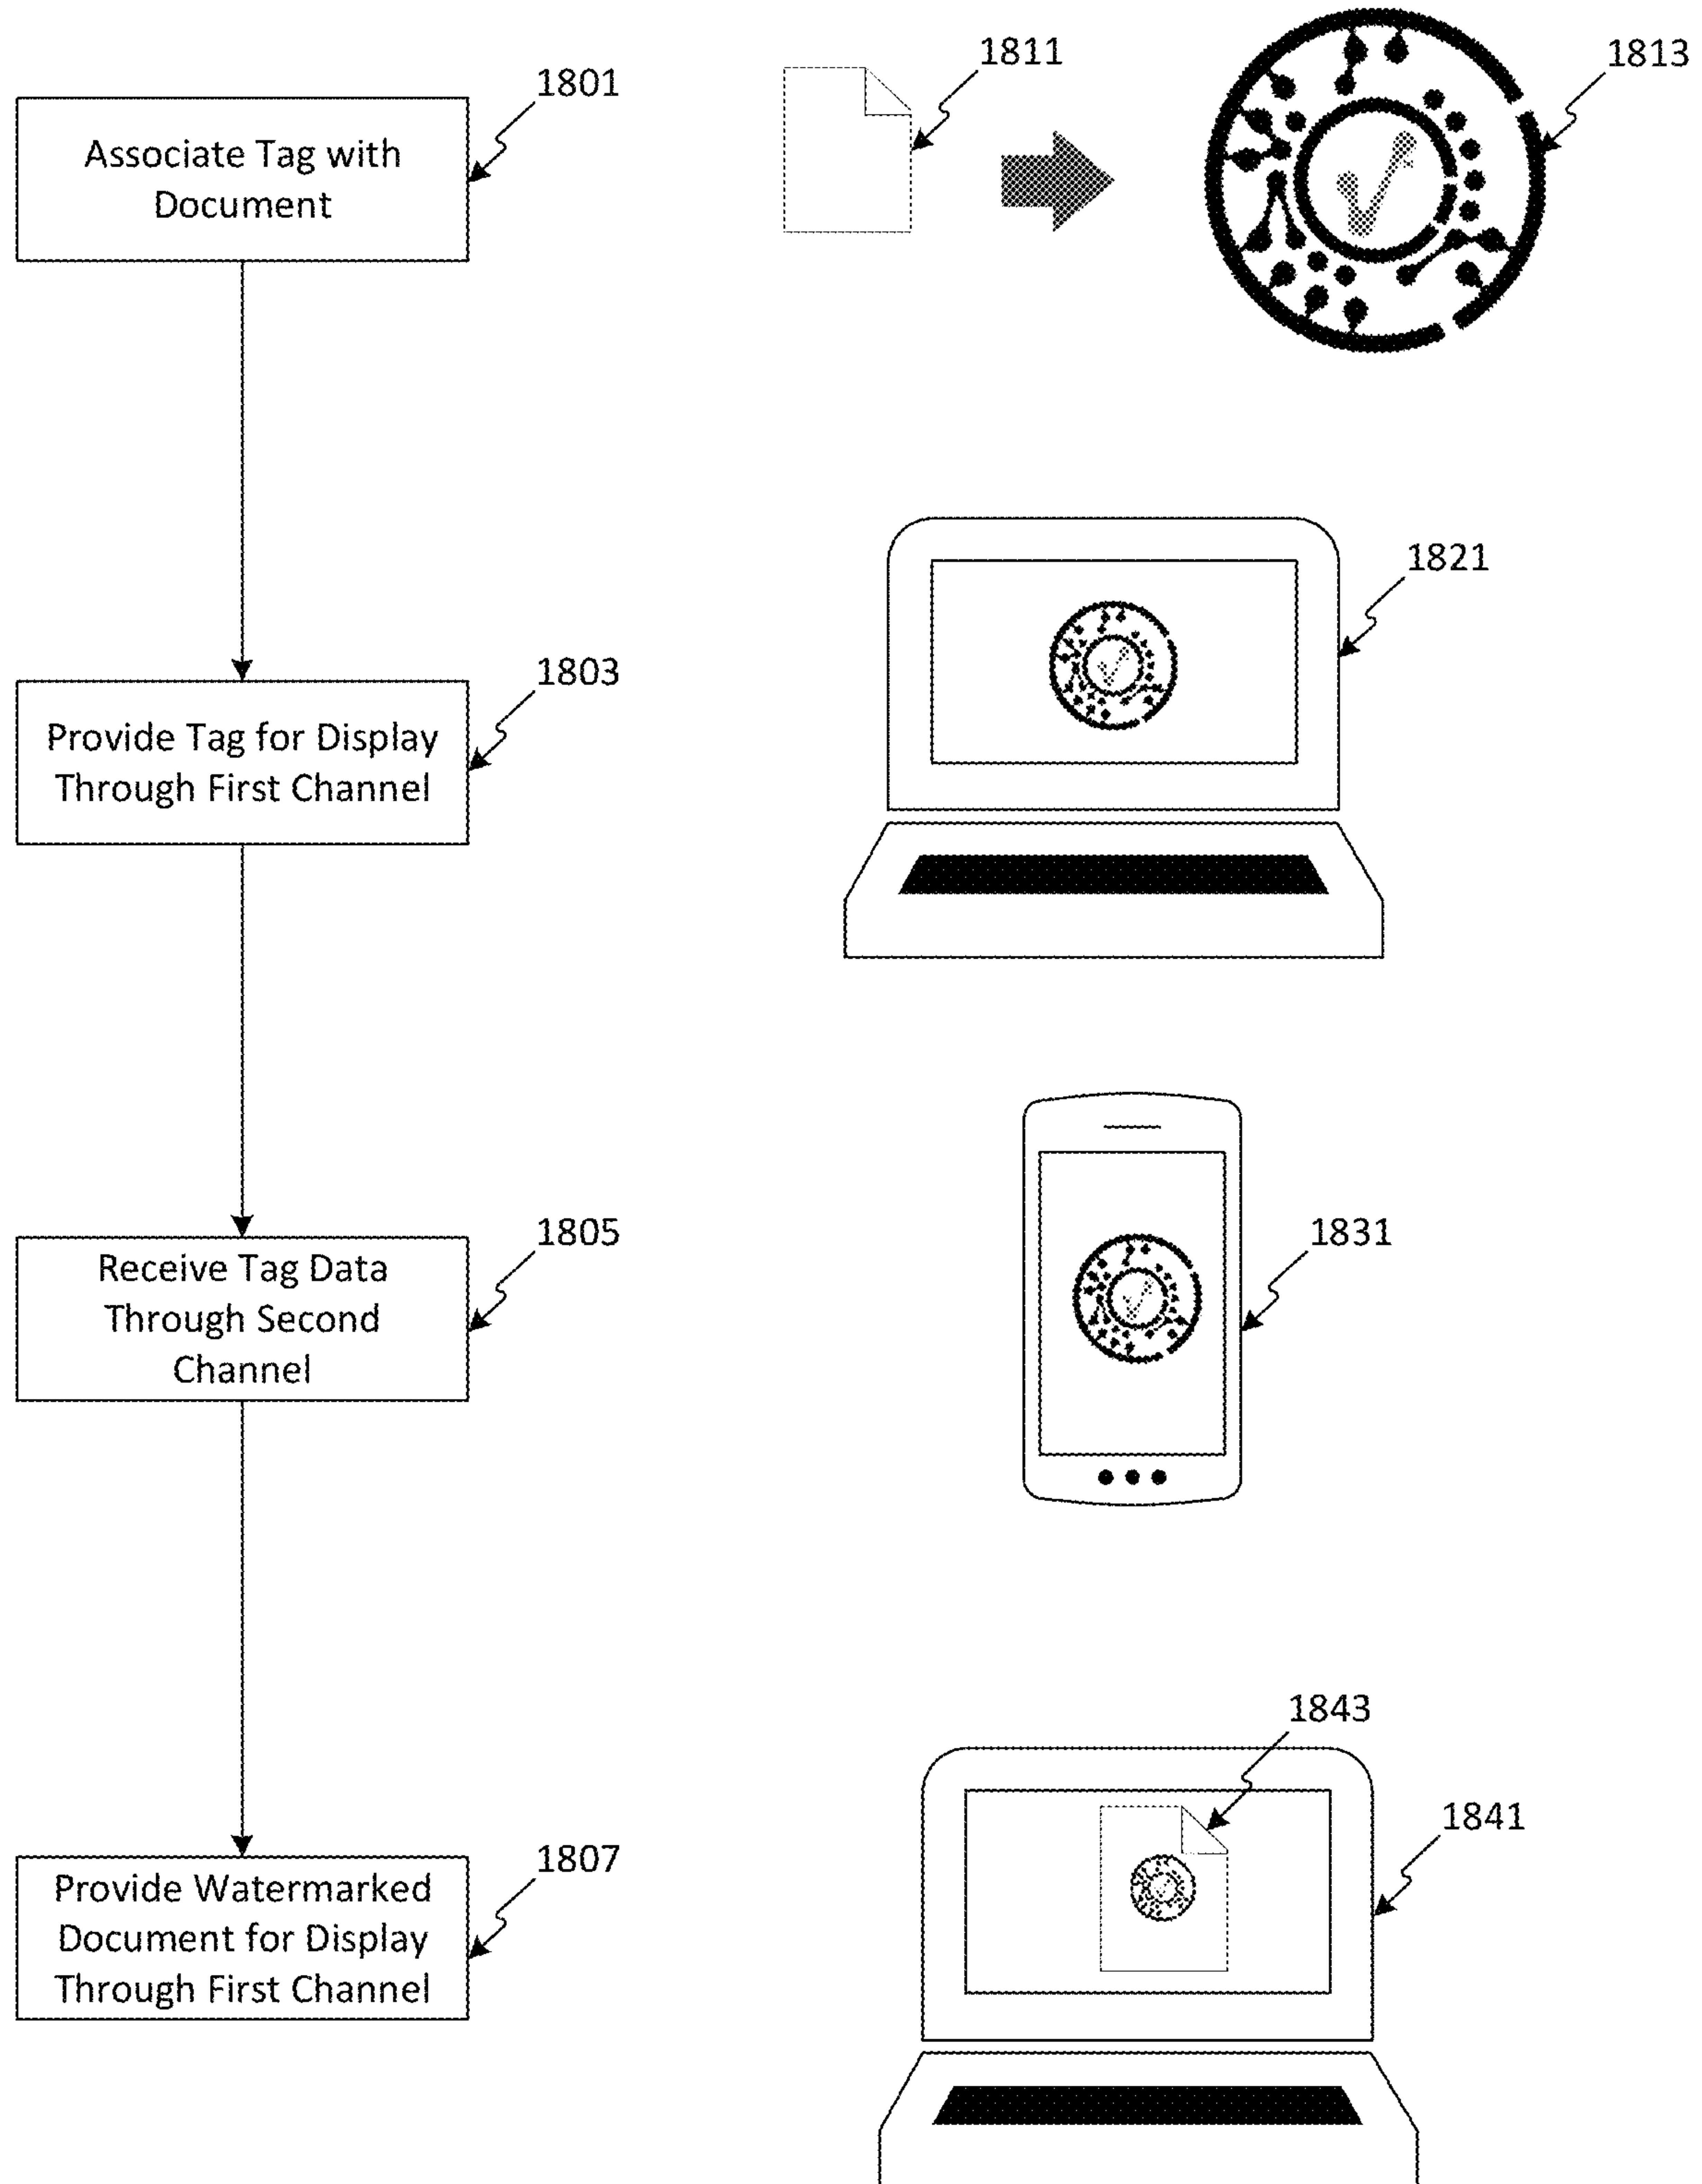 1801
Associate Tag with
Document
1811
1813
1803
Provide Tag for Display
Through First Channel
1821
1805
Receive Tag Data
Through Second
Channel
1831
1807
Provide Watermarked
Document for Display
Through First Channel
1843
1841